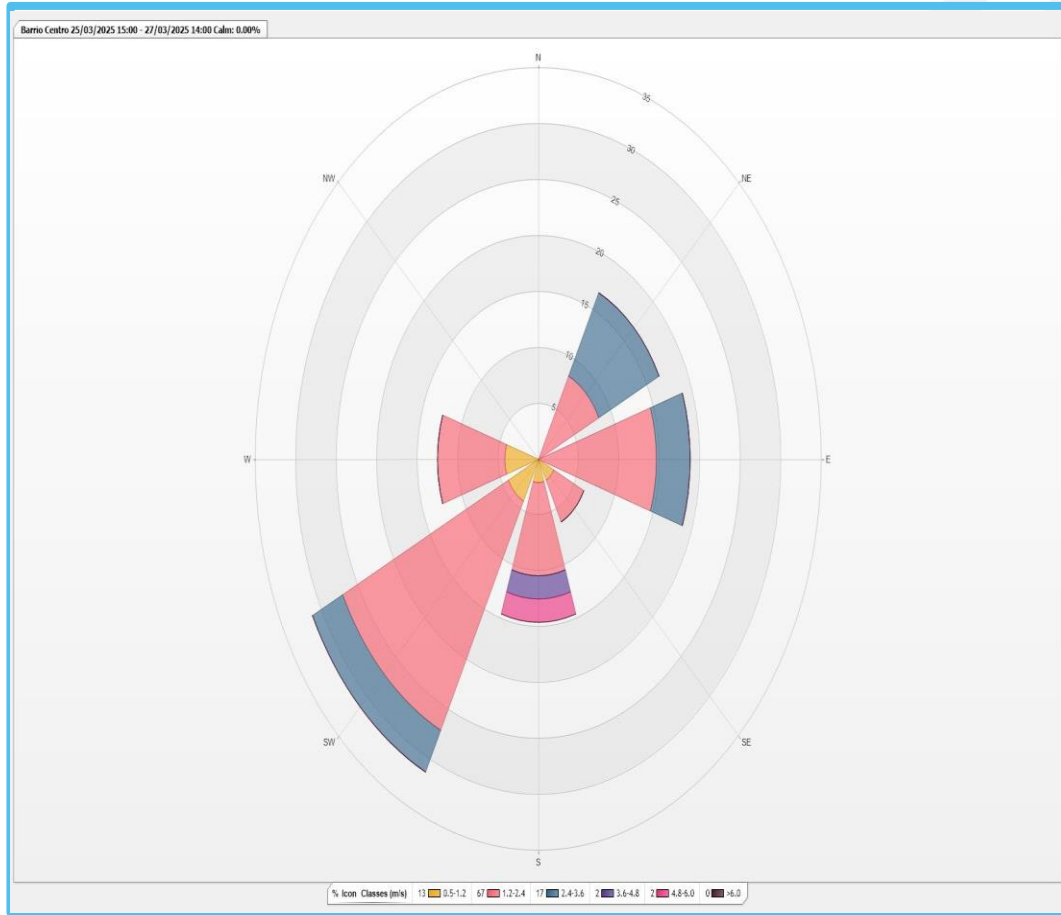 Barrio Centro 25/03/2025 15:00 - 27/03/2025 14:00 Calm: 0.00%
N
35
30
NW
NE
25
20
15
10
5
W
E
SW
SE
S
% Icon Classes (m/s) 13 0.5-1.2 67 1.2-2.4 17 2.4-3.6 2 3.6-4.8 2 4.8-6.0 0 >6.0